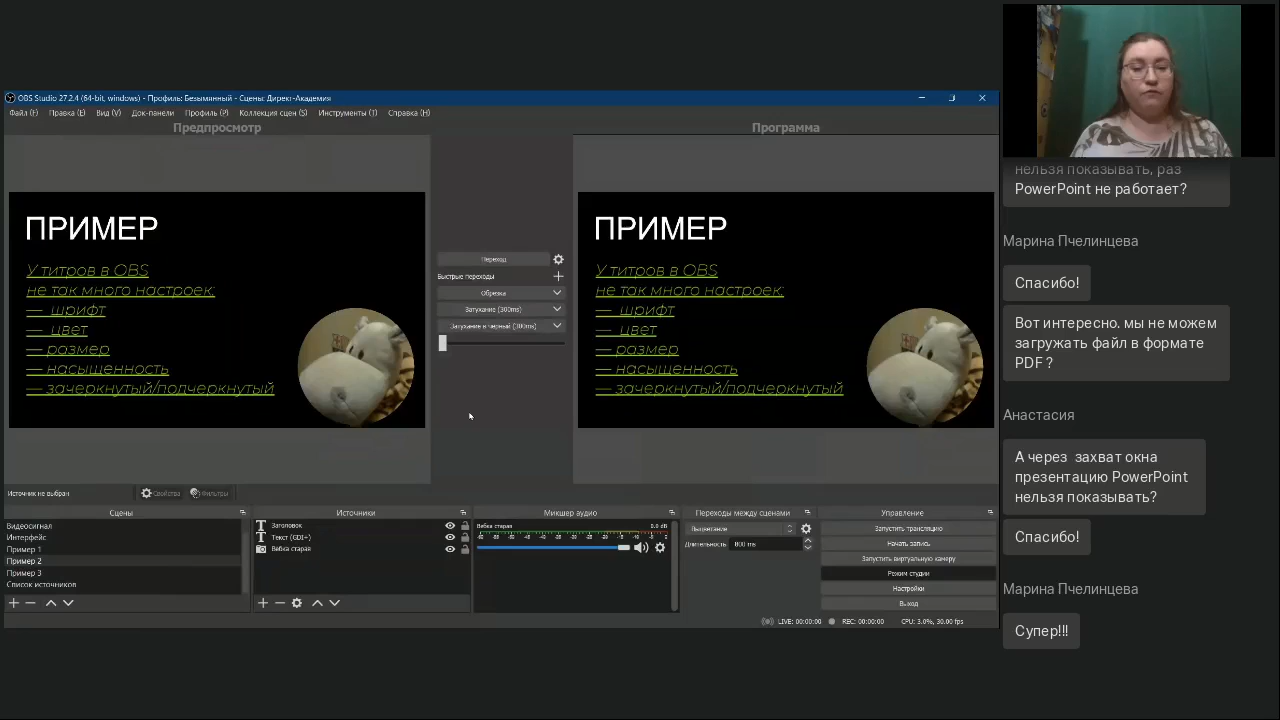 OBS Studio 27.2.4 (64-bit, windows) - Профиль: Безымянный - Сцены: Директ-Академия
Файл (F) Правка (E) Вид (V) Док-панели Профиль (P) Коллекция сцен (S) Инструменты (T) Справка (H)
Предпросмотр
ПРИМЕР
У титров в OBS
не так много настроек:
— шрифт
— цвет
— размер
— насыщенность
— зачеркнутый/подчеркнутый
Переход
Быстрые переходы
Обрезка
Затухание (300ms)
Затухание в черный (300ms)
Программа
ПРИМЕР
У титров в OBS
не так много настроек:
— шрифт
— цвет
— размер
— насыщенность
— зачеркнутый/подчеркнутый
Источник не выбран
Свойства
Фильтры
Сцены
Видеосигнал
Интерфейс
Пример 1
Пример 2
Пример 3
Список источников
Источники
Заголовок
Текст (GDI+)
Вебка старая
Микшер аудио
Вебка старая 0.0 dB
Переходы между сценами
Выцветание
Длительность 800 ms
Управление
Запустить трансляцию
Начать запись
Запустить виртуальную камеру
Режим студии
Настройки
Выход
LIVE: 00:00:00 REC: 00:00:00 CPU: 3.0%, 30.00 fps
нельзя показывать, раз
PowerPoint не работает?
Марина Пчелинцева
Спасибо!
Вот интересно. мы не можем
загружать файл в формате
PDF ?
Анастасия
А через захват окна
презентацию PowerPoint
нельзя показывать?
Спасибо!
Марина Пчелинцева
Супер!!!